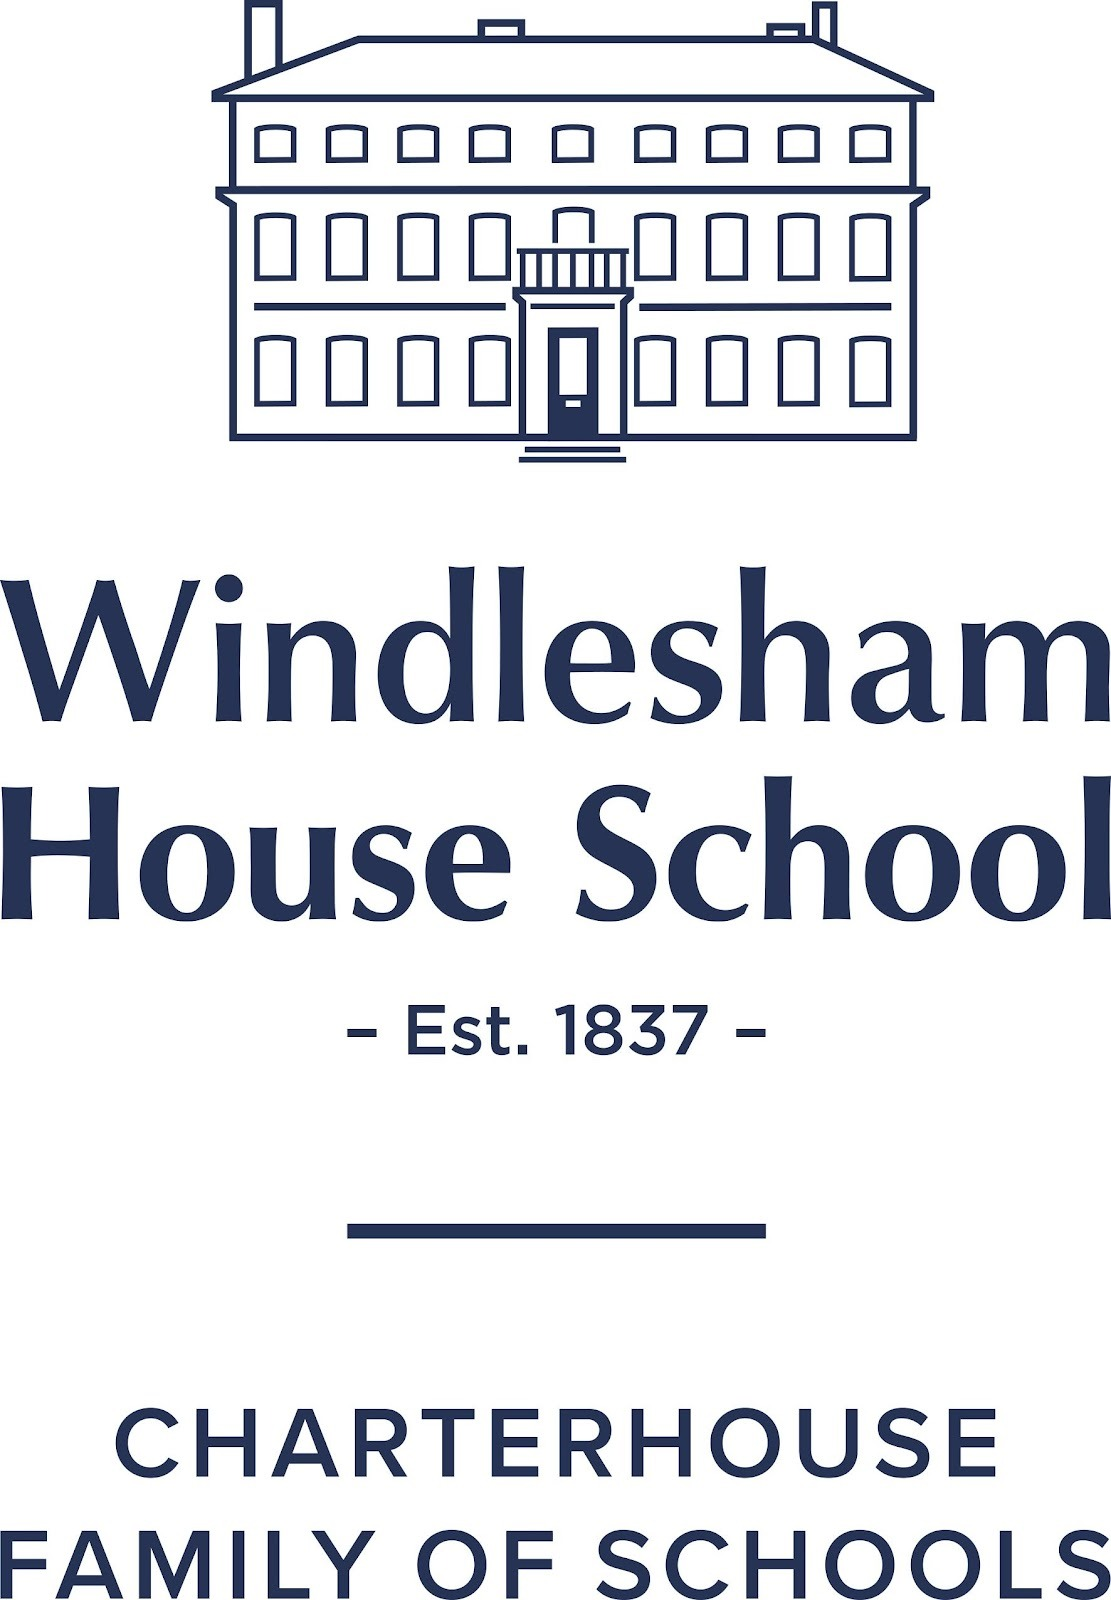 Windlesham
House School
– Est. 1837 –
CHARTERHOUSE
FAMILY OF SCHOOLS